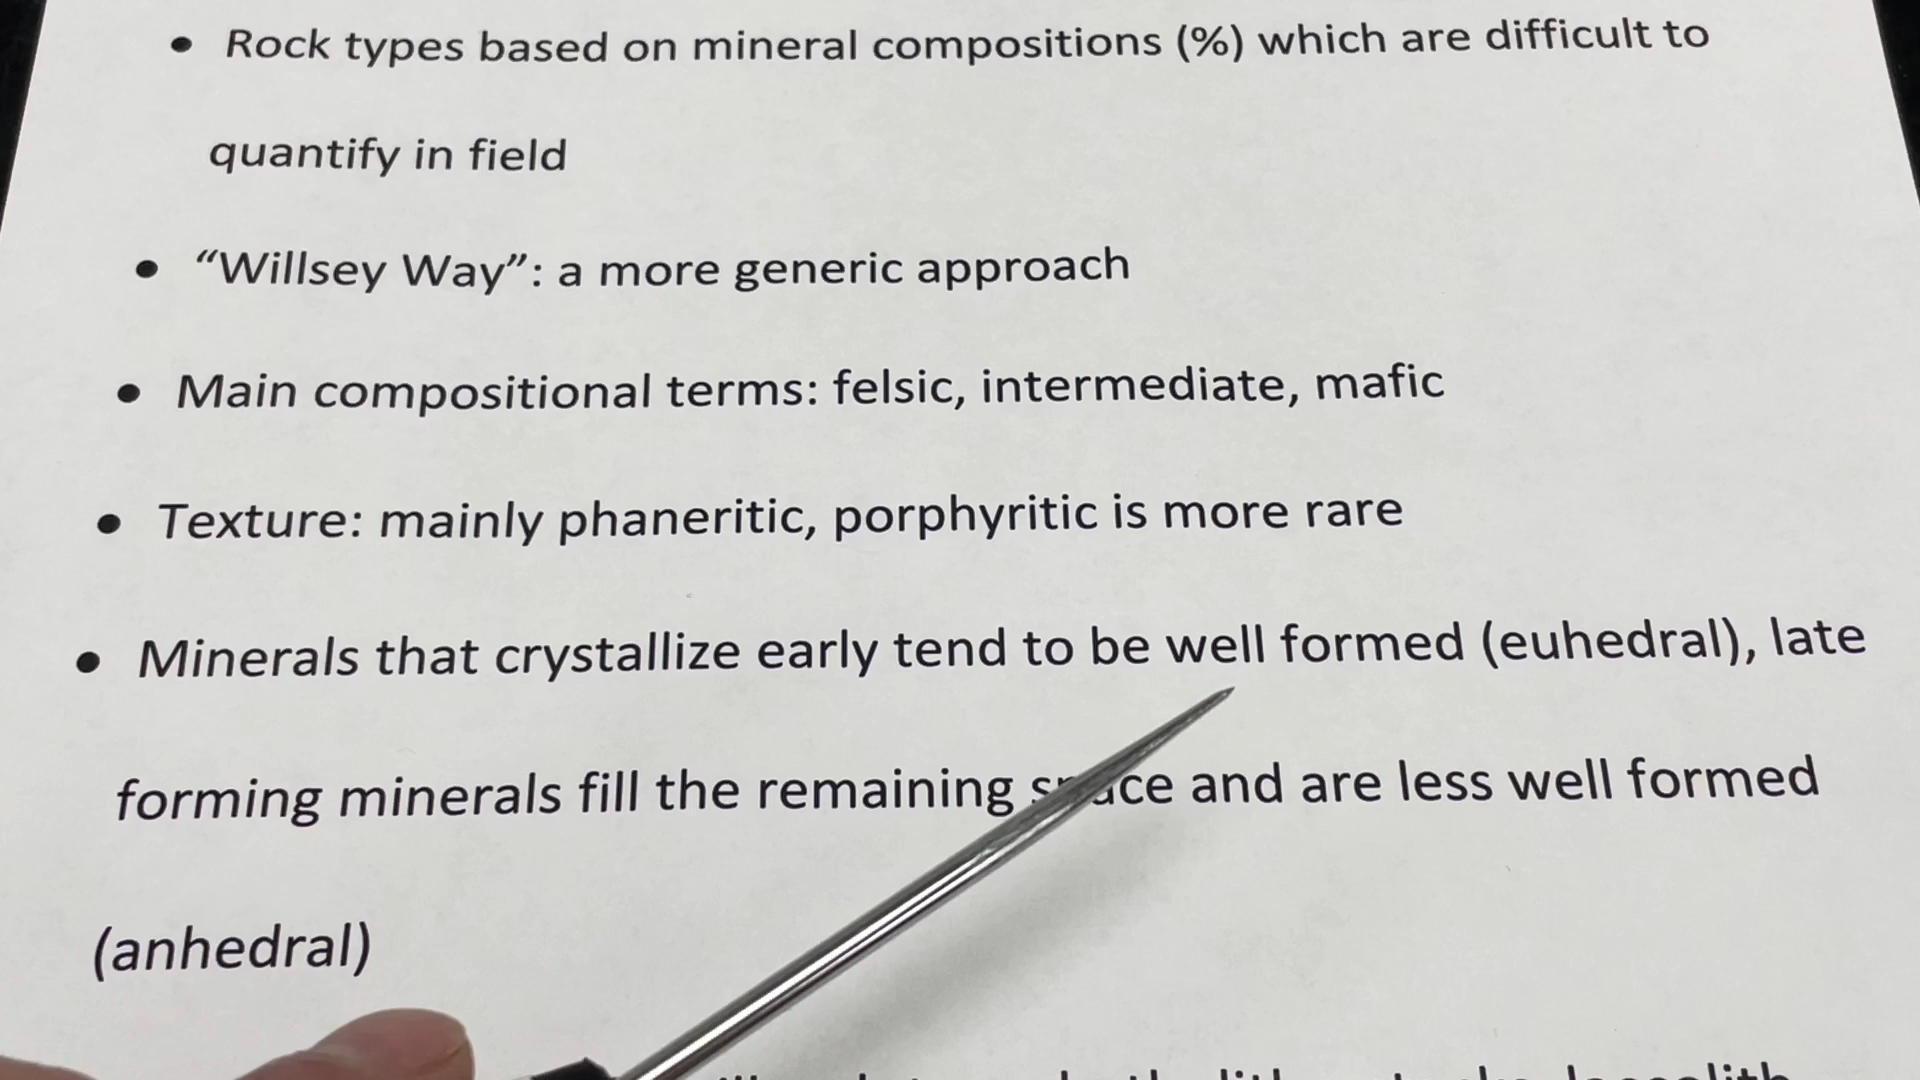 • Rock types based on mineral compositions (%) which are difficult to
quantify in field
• “Willsey Way”: a more generic approach
• Main compositional terms: felsic, intermediate, mafic
• Texture: mainly phaneritic, porphyritic is more rare
• Minerals that crystallize early tend to be well formed (euhedral), late
forming minerals fill the remaining space and are less well formed
(anhedral)